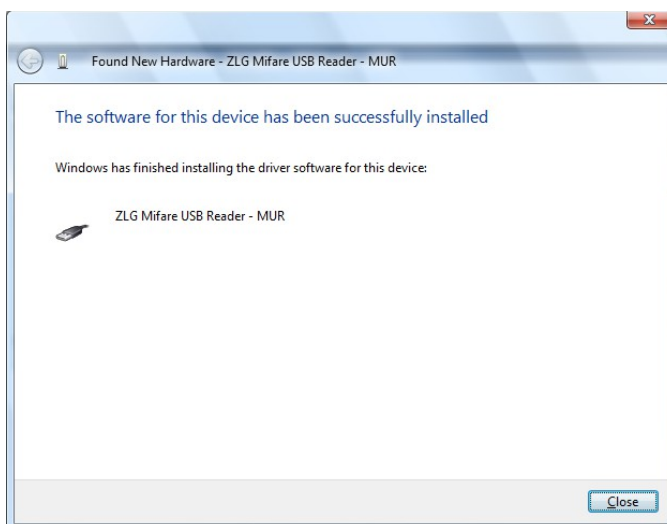 Found New Hardware - ZLG Mifare USB Reader - MUR
The software for this device has been successfully installed
Windows has finished installing the driver software for this device:
ZLG Mifare USB Reader - MUR
Close